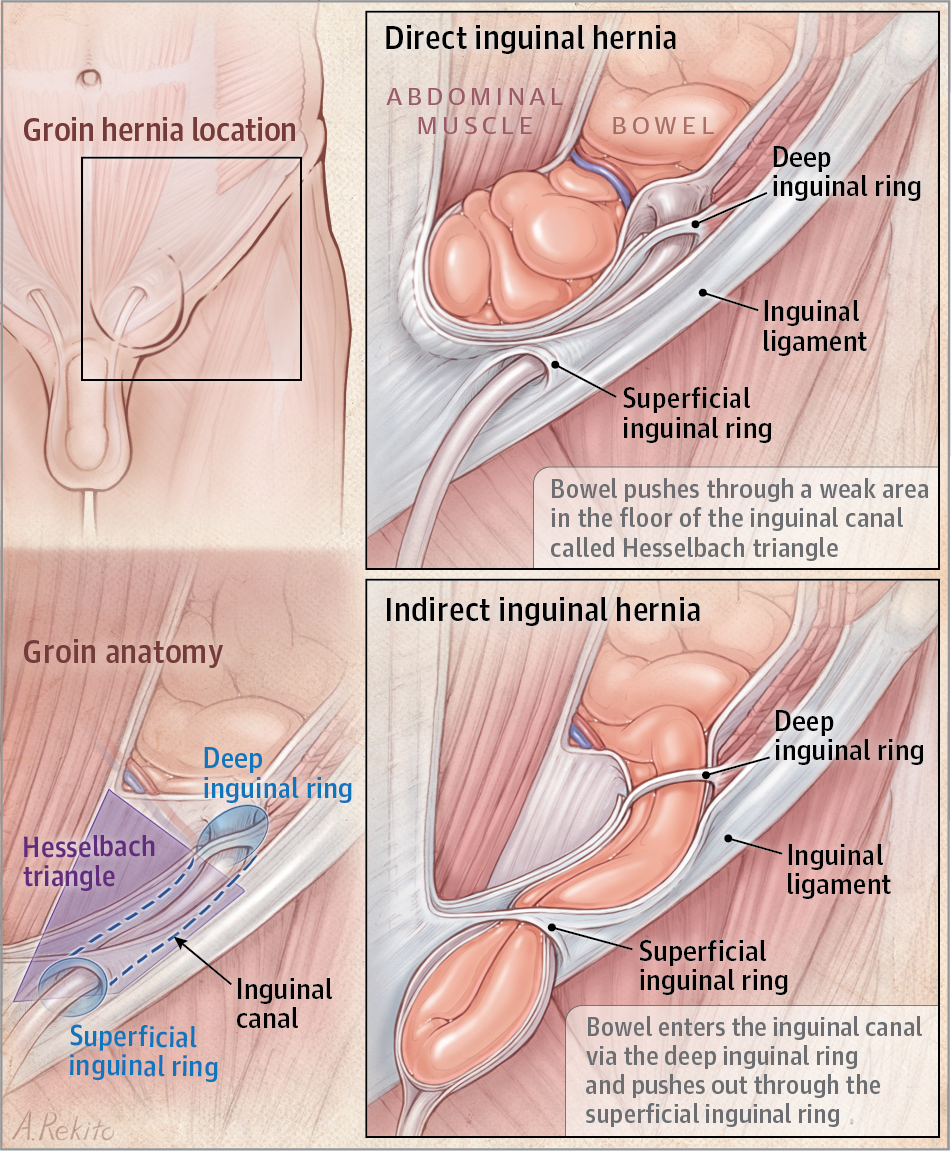 Groin hernia location
Direct inguinal hernia
ABDOMINAL
MUSCLE
BOWEL
Deep
inguinal ring
Inguinal
ligament
Superficial
inguinal ring
Bowel pushes through a weak area
in the floor of the inguinal canal
called Hesselbach triangle
Groin anatomy
Deep
inguinal ring
Hesselbach
triangle
Inguinal
canal
Superficial
inguinal ring
A. Rekito
Indirect inguinal hernia
Deep
inguinal ring
Inguinal
ligament
Superficial
inguinal ring
Bowel enters the inguinal canal
via the deep inguinal ring
and pushes out through the
superficial inguinal ring